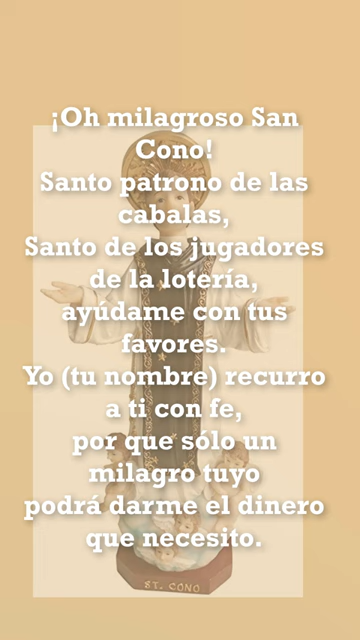 ¡Oh milagroso San
Cono!
Santo patrono de las
cabalas,
Santo de los jugadores
de la lotería,
ayúdame con tus
favores.
Yo (tu nombre) recurro
a ti con fe,
por que sólo un
milagro tuyo
podrá darme el dinero
que necesito.
ST. CONO